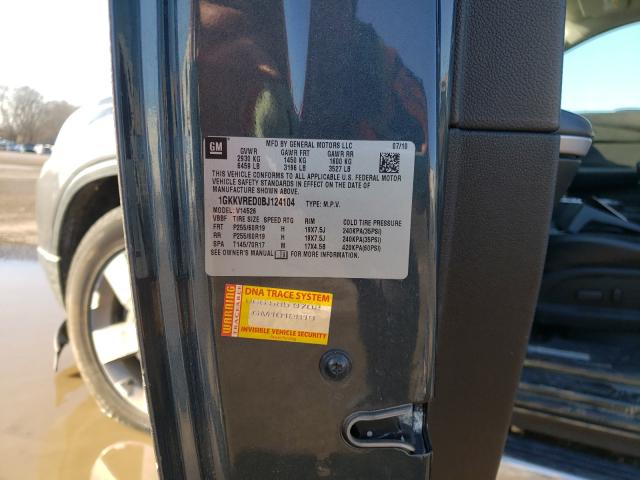 GM
MFD BY GENERAL MOTORS LLC 07/10
GVWR GAWR FRT GAWR RR
2930 KG 1450 KG 1600 KG
6459 LB 3196 LB 3527 LB
THIS VEHICLE CONFORMS TO ALL APPLICABLE U.S. FEDERAL MOTOR
VEHICLE SAFETY STANDARDS IN EFFECT ON THE DATE OF
MANUFACTURE SHOWN ABOVE.
1GKKVRED0BJ124104 TYPE: M.P.V.
MODEL: V14526
VBBF TIRE SIZE SPEED RTG RIM COLD TIRE PRESSURE
FRT P255/60R19 H 19X7.5J 240KPA(35PSI)
RR P255/60R19 H 19X7.5J 240KPA(35PSI)
SPA T145/70R17 M 17X4.5B 420KPA(60PSI)
SEE OWNER'S MANUAL FOR MORE INFORMATION.
WARNING
TRACEABLE
DNA TRACE SYSTEM
INVISIBLE VEHICLE SECURITY